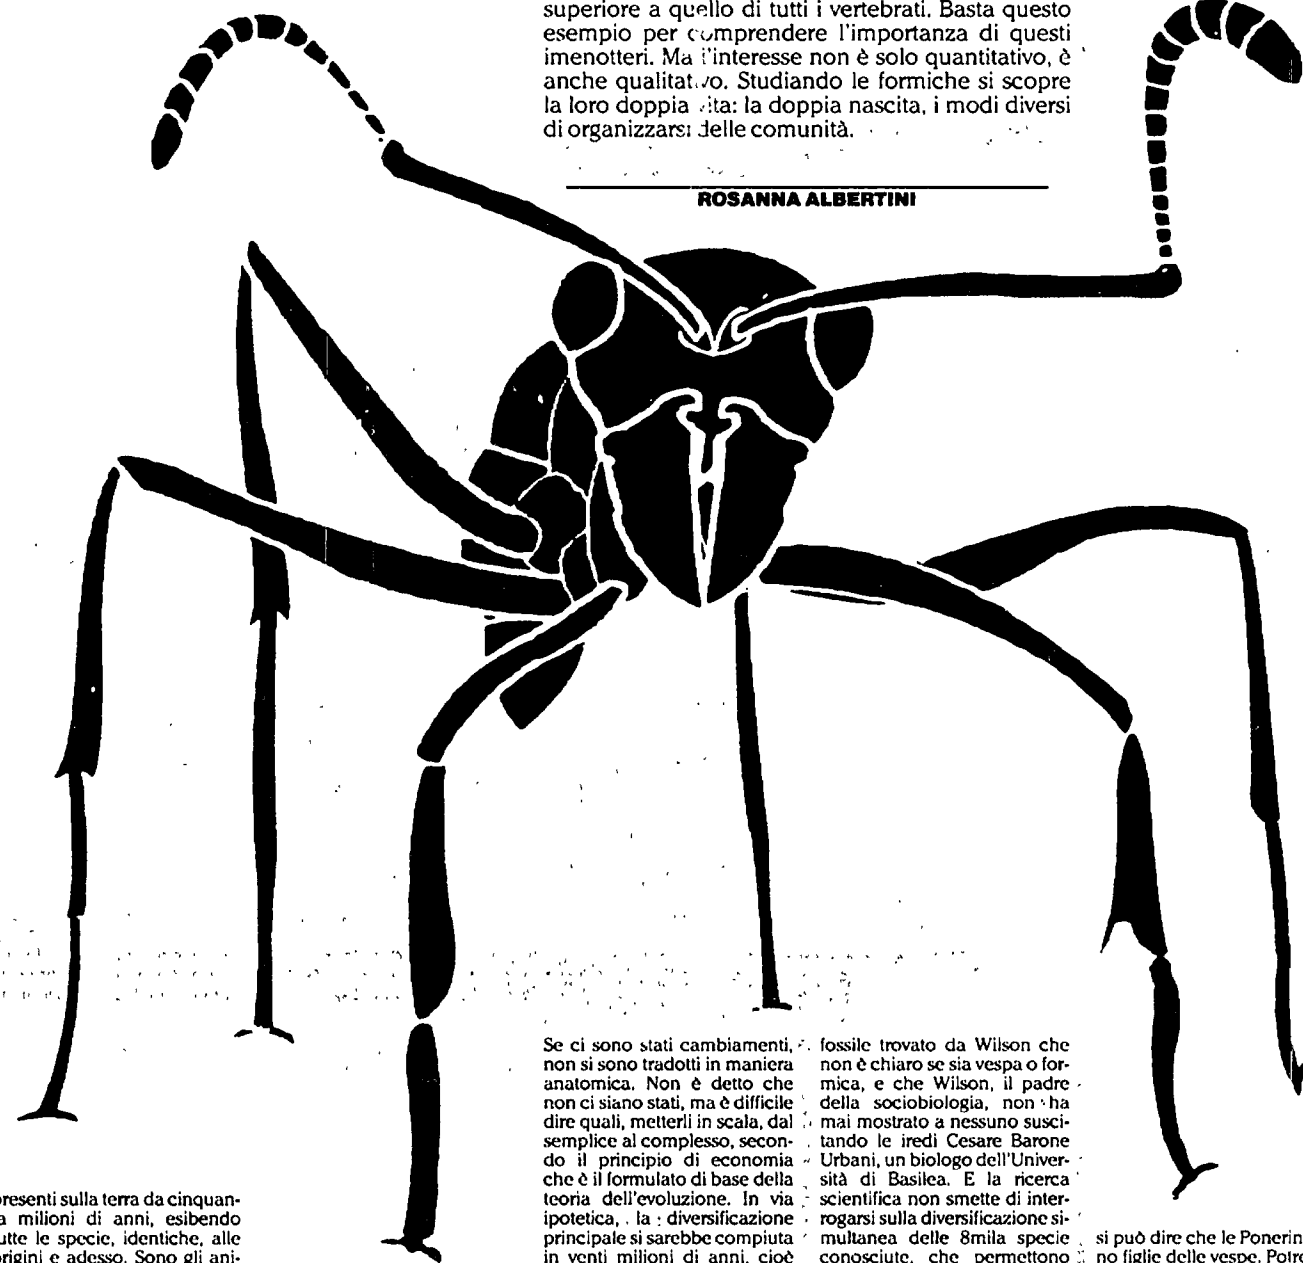 superiore a quello di tutti i vertebrati. Basta questo
esempio per comprendere l'importanza di questi
imenotteri. Ma l'interesse non è solo quantitativo, è
anche qualitativo. Studiando le formiche si scopre
la loro doppia vita: la doppia nascita, i modi diversi
di organizzarsi delle comunità.
ROSANNA ALBERTINI
presenti sulla terra da cinquan-
a milioni di anni, esibendo
utte le specie, identiche, alle
origini e adesso. Sono gli ani-
Se ci sono stati cambiamenti,
non si sono tradotti in maniera
anatomica. Non è detto che
non ci siano stati, ma è difficile
dire quali, metterli in scala, dal
semplice al complesso, secon-
do il principio di economia
che è il formulato di base della
teoria dell'evoluzione. In via
ipotetica, la diversificazione
principale si sarebbe compiuta
in venti milioni di anni, cioè
fossile trovato da Wilson che
non è chiaro se sia vespa o for-
mica, e che Wilson, il padre
della sociobiologia, non ha
mai mostrato a nessuno susci-
tando le iredi Cesare Barone
Urbani, un biologo dell'Univer-
sità di Basilea. E la ricerca
scientifica non smette di inter-
rogarsi sulla diversificazione si-
multanea delle 8mila specie
conosciute, che permettono
si può dire che le Ponerin
no figlie delle vespe. Potre